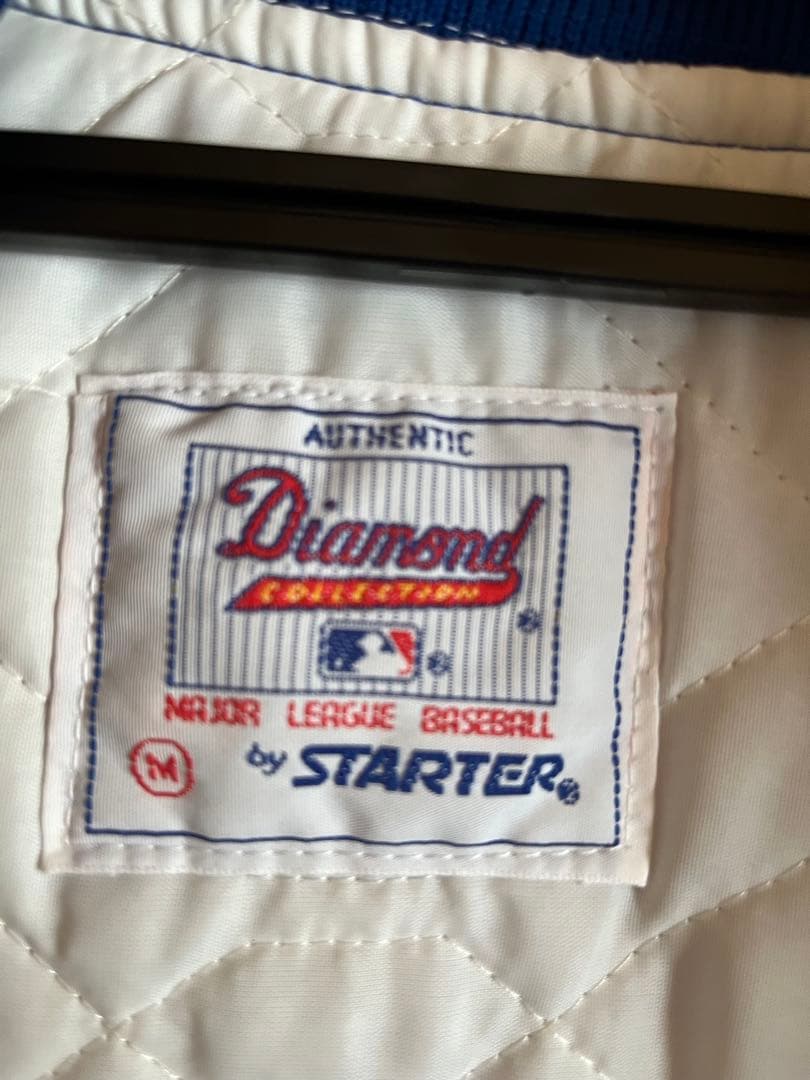 AUTHENTIC
Diamond
COLLECTION
®
®
MAJOR LEAGUE BASEBALL
M
by STARTER®